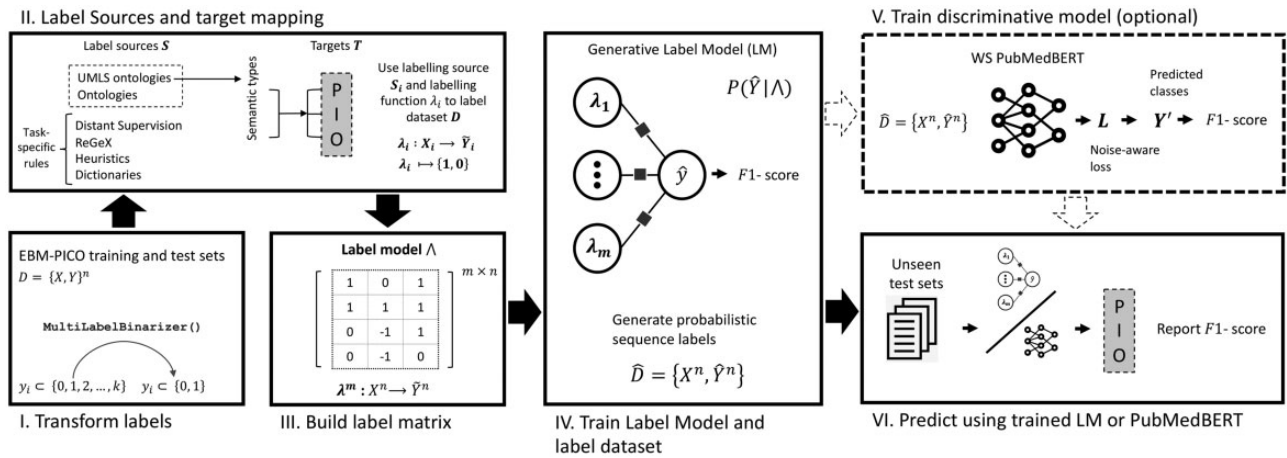 II. Label Sources and target mapping
Label sources S
Targets T
UMLS ontologies
Ontologies
Semantic types
P
I
O
Task-
specific
rules
Distant Supervision
ReGeX
Heuristics
Dictionaries
Use labelling source
S_i and labelling
function λ_i to label
dataset D
λ_i : X_i → Ỹ_i
λ_i ↦ {1, 0}
EBM-PICO training and test sets
D = {X, Y}^n
MultiLabelBinarizer()
y_i ⊂ {0, 1, 2, ..., k} y_i ⊂ {0, 1}
I. Transform labels
Label model Λ
m × n
1 0 1
1 1 1
0 -1 1
0 -1 0
λ^m : X^n → Ỹ^n
III. Build label matrix
Generative Label Model (LM)
P(Ŷ|Λ)
λ_1
⋮
λ_m
ŷ
F1- score
Generate probabilistic
sequence labels
D̂ = {X^n, Ŷ^n}
IV. Train Label Model and
label dataset
V. Train discriminative model (optional)
WS PubMedBERT
D̂ = {X^n, Ŷ^n}
L
Noise-aware
loss
Predicted
classes
Y′
F1- score
Unseen
test sets
λ_1
⋮
λ_m
ŷ
P
I
O
Report F1- score
VI. Predict using trained LM or PubMedBERT